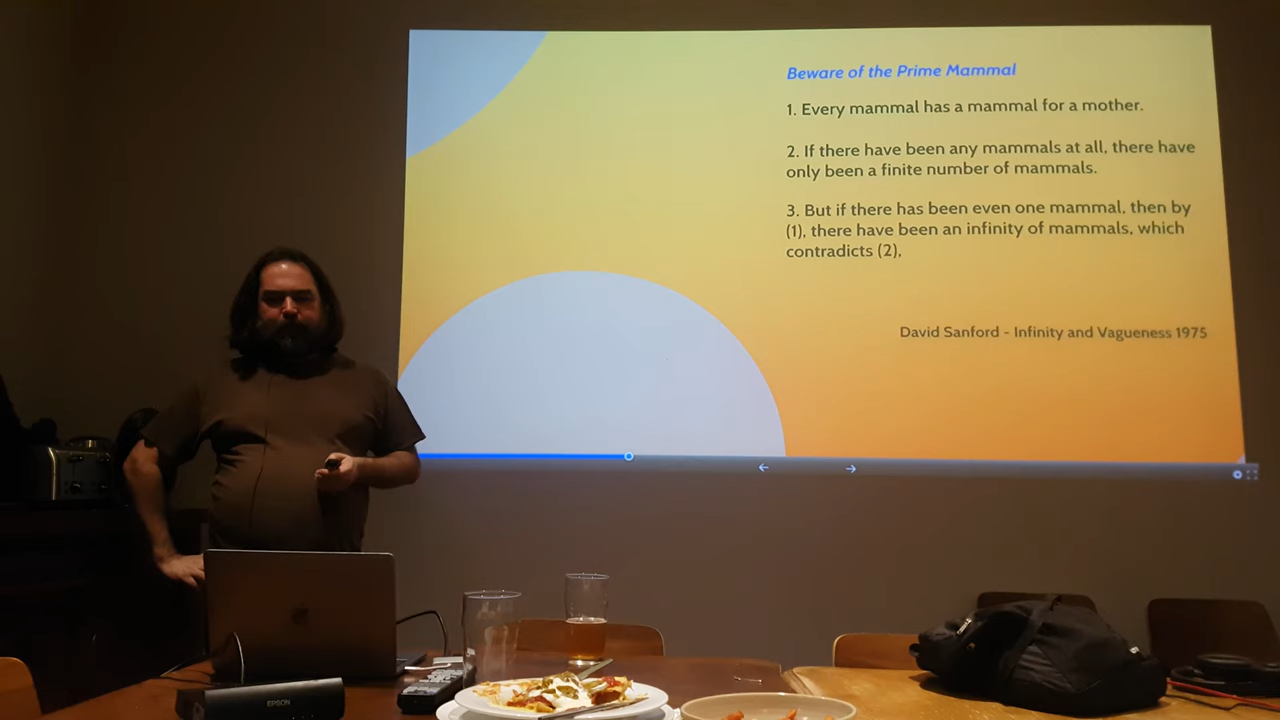 Beware of the Prime Mammal
1. Every mammal has a mammal for a mother.
2. If there have been any mammals at all, there have
only been a finite number of mammals.
3. But if there has been even one mammal, then by
(1), there have been an infinity of mammals, which
contradicts (2),
David Sanford - Infinity and Vagueness 1975
EPSON